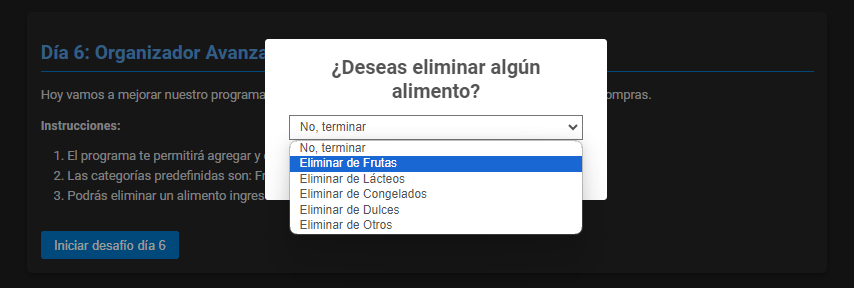 Día 6: Organizador Avanza
¿Deseas eliminar algún
alimento?
Hoy vamos a mejorar nuestro programa
ompras.
Instrucciones:
No, terminar
No, terminar
1. El programa te permitirá agregar y
Eliminar de Frutas
2. Las categorías predefinidas son: Fr
Eliminar de Lácteos
3. Podrás eliminar un alimento ingres
Eliminar de Congelados
Eliminar de Dulces
Eliminar de Otros
Iniciar desafío día 6